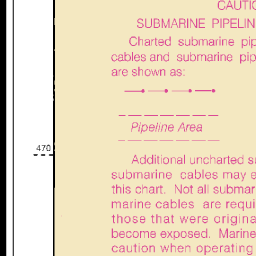 CAUTI
SUBMARINE PIPELIN
Charted submarine pip
cables and submarine pip
are shown as:
Pipeline Area
470
Additional uncharted s
submarine cables may e
this chart. Not all submar
marine cables are requi
those that were origina
become exposed. Marine
caution when operating